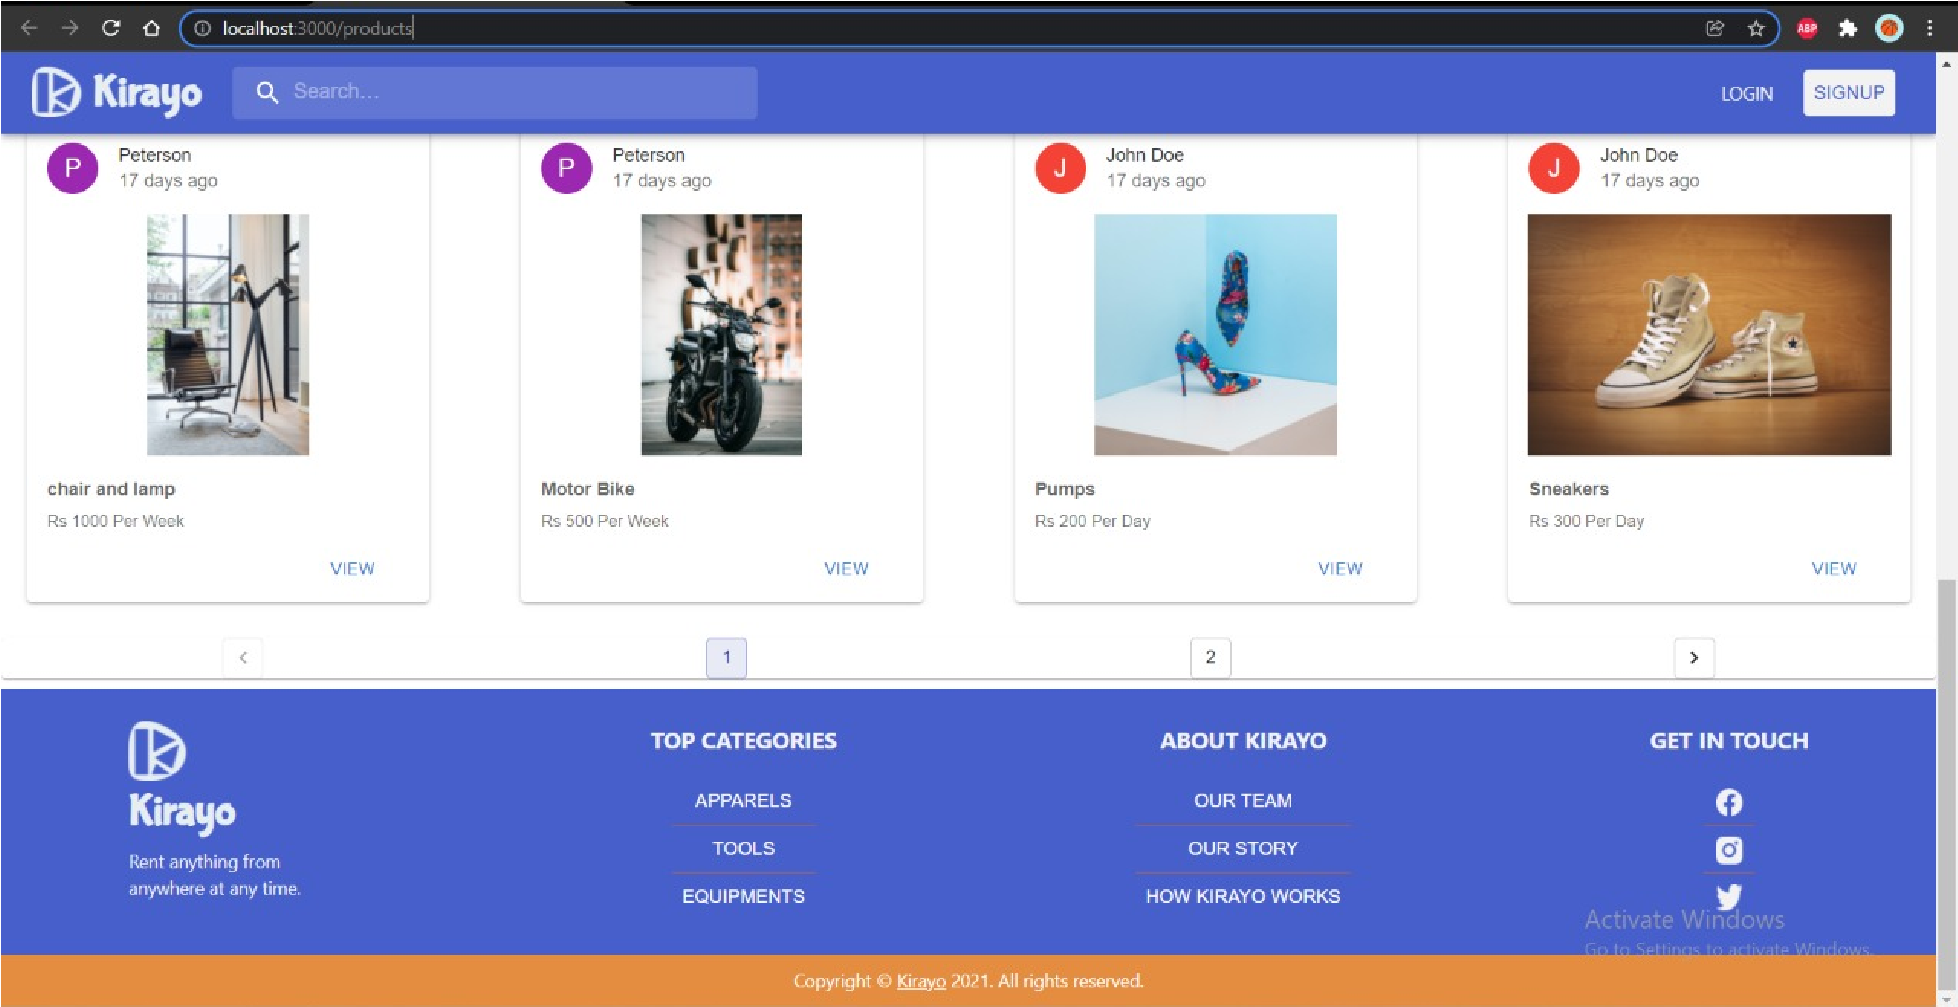 localhost:3000/products
ABP
Kirayo
Search...
LOGIN
SIGNUP
P
Peterson
17 days ago
P
Peterson
17 days ago
J
John Doe
17 days ago
J
John Doe
17 days ago
chair and lamp
Rs 1000 Per Week
VIEW
Motor Bike
Rs 500 Per Week
VIEW
Pumps
Rs 200 Per Day
VIEW
Sneakers
Rs 300 Per Day
VIEW
1
2
Kirayo
Rent anything from
anywhere at any time.
TOP CATEGORIES
APPARELS
TOOLS
EQUIPMENTS
ABOUT KIRAYO
OUR TEAM
OUR STORY
HOW KIRAYO WORKS
GET IN TOUCH
Activate Windows
Go to Settings to activate Windows.
Copyright © Kirayo 2021. All rights reserved.